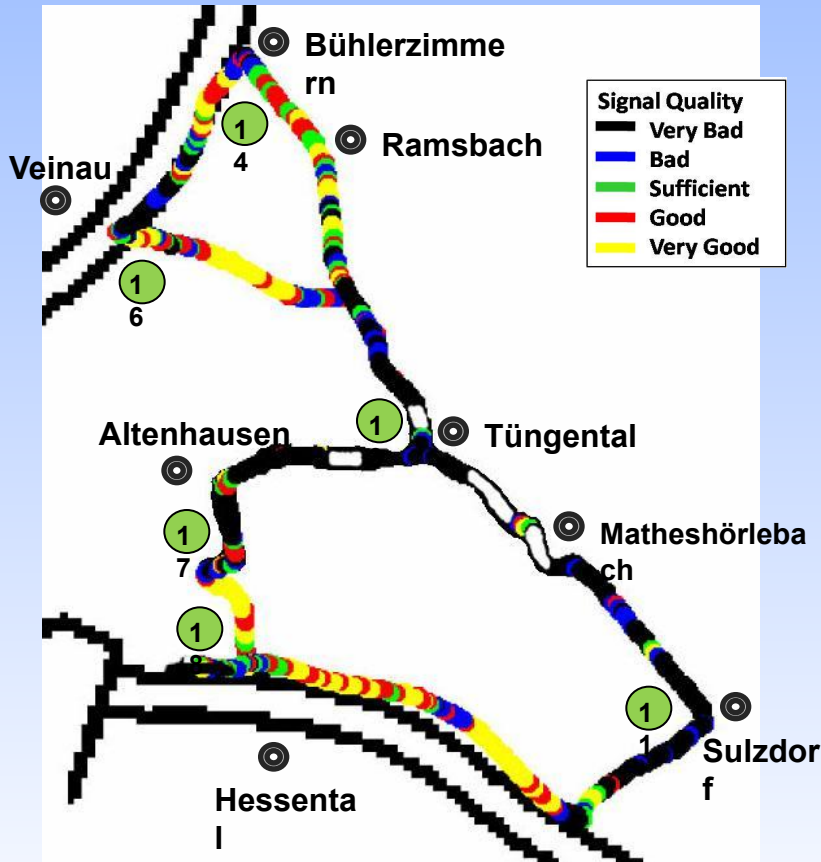 Bühlerzimme
rn
1
4
Ramsbach
Signal Quality
Very Bad
Bad
Sufficient
Good
Very Good
Veinau
1
6
1
Altenhausen
Tüngental
1
7
Matheshörleba
ch
1
8
1
1
Sulzdor
f
Hessenta
l